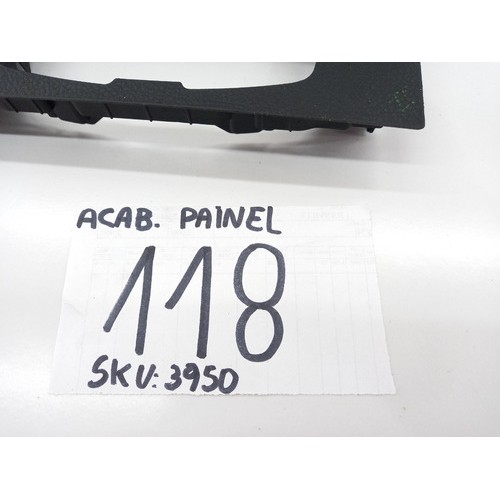 ACAB. PAINEL
118
SKU: 3950